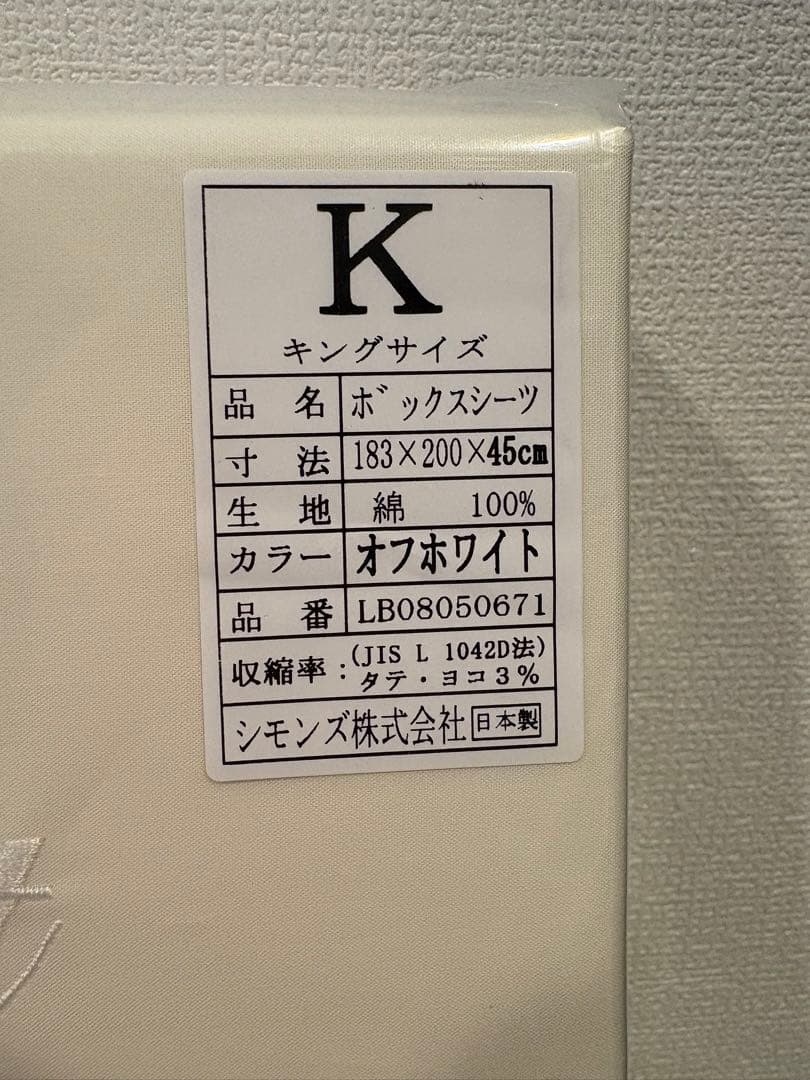 K
キングサイズ
品名 ボックスシーツ
寸法 183×200×45cm
生地 綿 100%
カラー オフホワイト
品番 LB08050671
収縮率:(JIS L 1042D法)
タテ・ヨコ3%
シモンズ株式会社 日本製